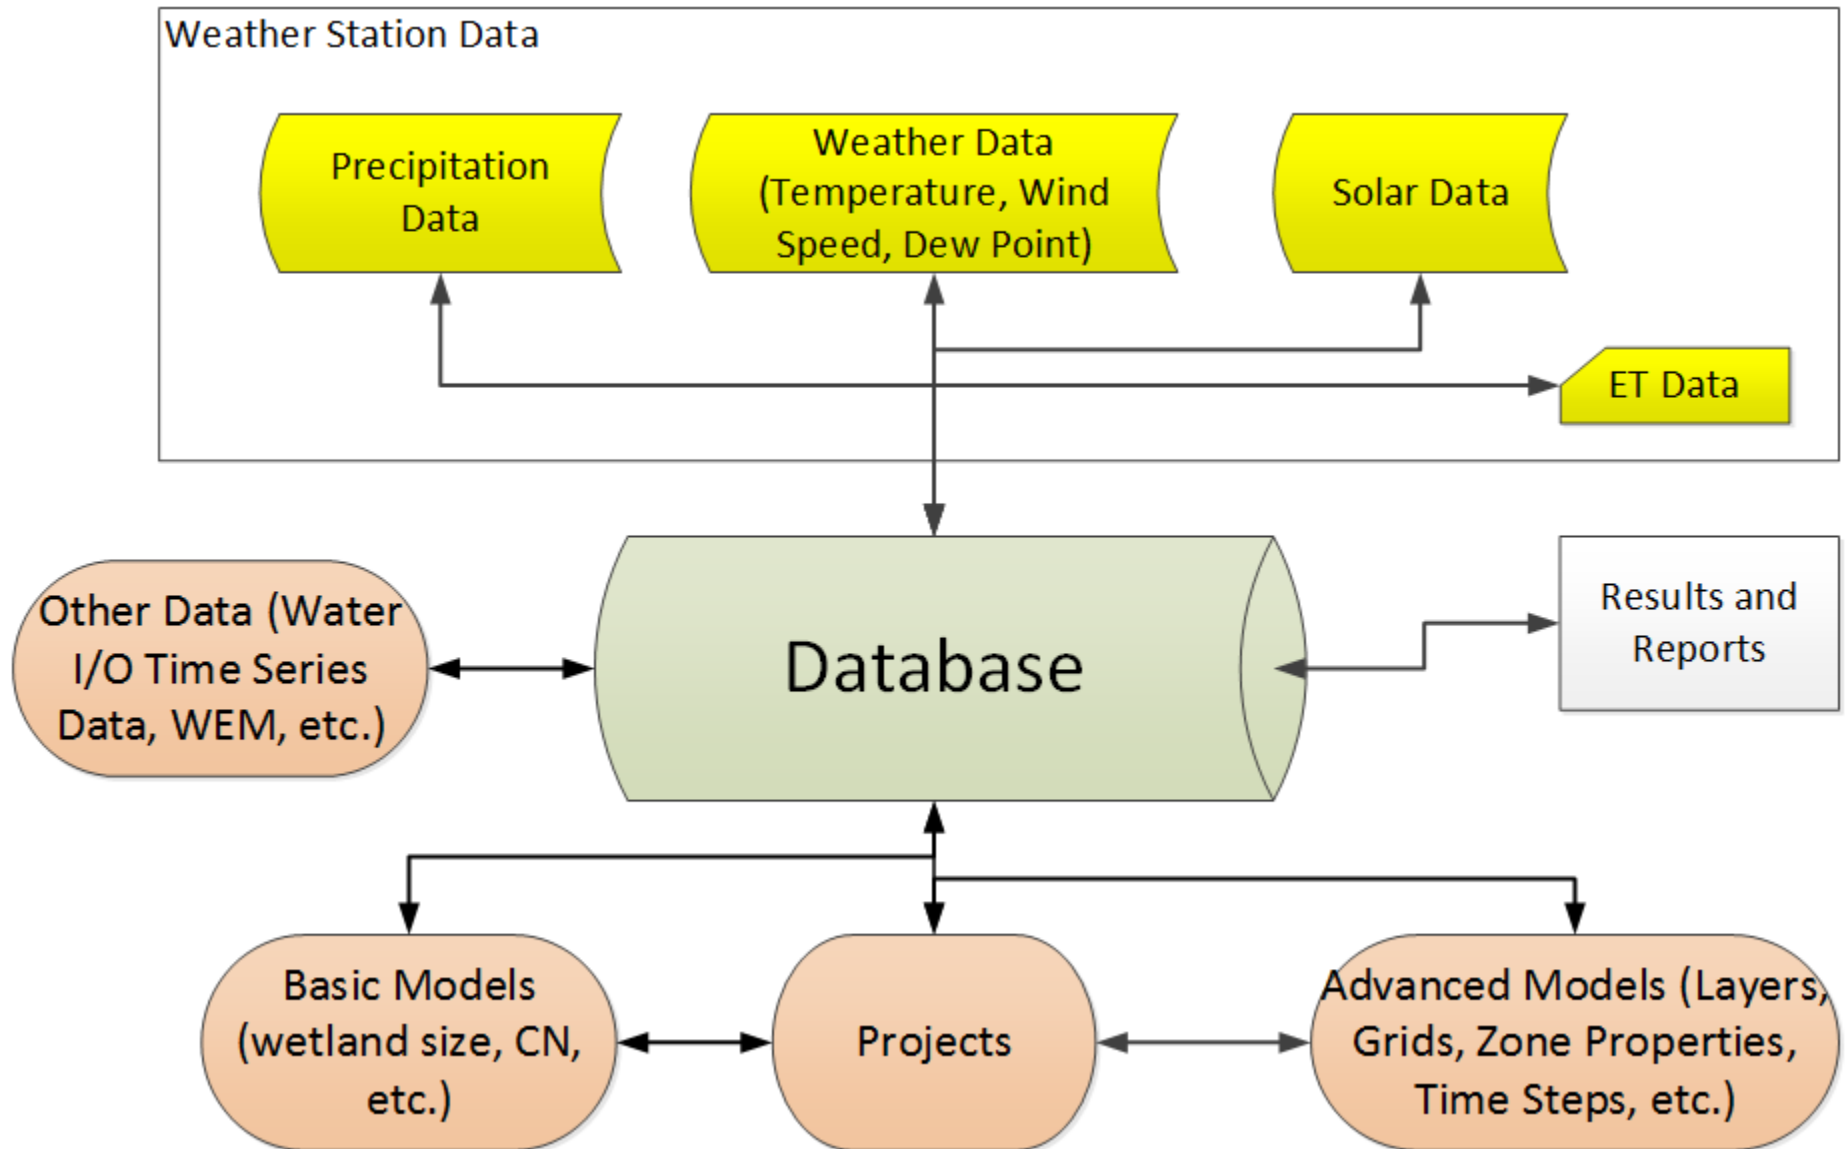 Weather Station Data
Precipitation
Data
Weather Data
(Temperature, Wind
Speed, Dew Point)
Solar Data
ET Data
Other Data (Water
I/O Time Series
Data, WEM, etc.)
Database
Results and
Reports
Basic Models
(wetland size, CN,
etc.)
Projects
Advanced Models (Layers,
Grids, Zone Properties,
Time Steps, etc.)